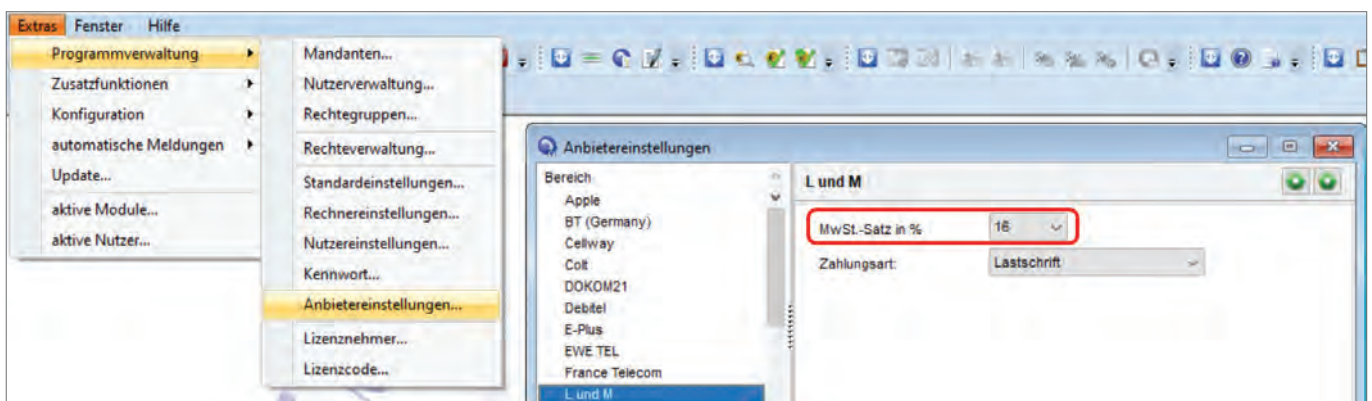 Extras Fenster Hilfe
Programmverwaltung
Zusatzfunktionen
Konfiguration
automatische Meldungen
Update...
aktive Module...
aktive Nutzer...
Mandanten...
Nutzerverwaltung...
Rechtegruppen...
Rechteverwaltung...
Standardeinstellungen...
Rechnereinstellungen...
Nutzereinstellungen...
Kennwort...
Anbietereinstellungen...
Lizenznehmer...
Lizenzcode...
Anbietereinstellungen
Bereich
Apple
BT (Germany)
Cellway
Colt
DOKOM21
Debitel
E-Plus
EWE TEL
France Telecom
L und M
L und M
MwSt.-Satz in % 16
Zahlungsart: Lastschrift